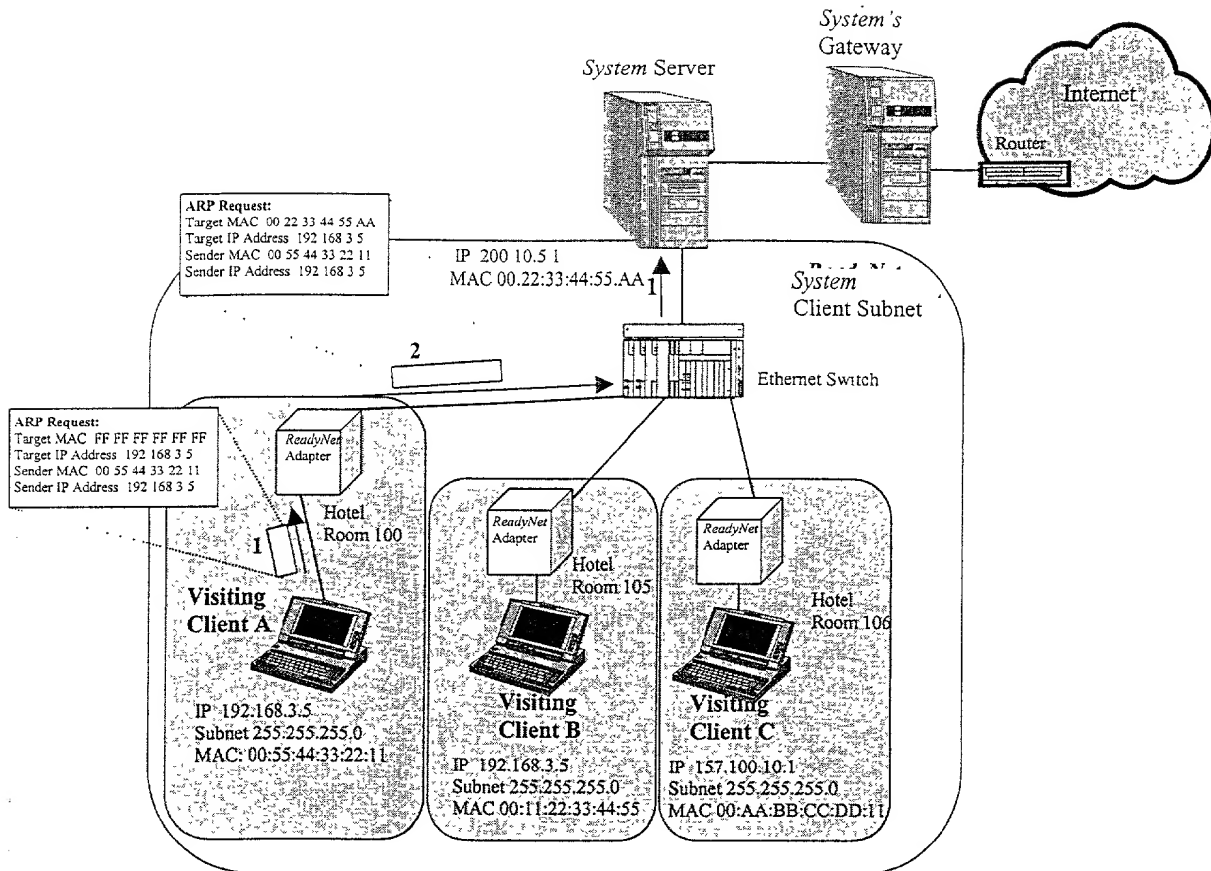 System's
Gateway
System Server
Internet
Router
ARP Request:
Target MAC 00 22 33 44 55 AA
Target IP Address 192 168 3 5
Sender MAC 00 55 44 33 22 11
Sender IP Address 192 168 3 5
IP 200 10.5 1
MAC 00.22:33:44:55.AA
1
System
Client Subnet
2
Ethernet Switch
ARP Request:
Target MAC FF FF FF FF FF FF
Target IP Address 192 168 3 5
Sender MAC 00 55 44 33 22 11
Sender IP Address 192 168 3 5
ReadyNet
Adapter
Hotel
Room 100
1
Visiting
Client A
IP 192.168.3.5
Subnet 255.255.255.0
MAC: 00:55:44:33:22:11
ReadyNet
Adapter
Hotel
Room 105
Visiting
Client B
IP 192.168.3.5
Subnet 255.255.255.0
MAC 00:11:22:33:44:55
ReadyNet
Adapter
Hotel
Room 106
Visiting
Client C
IP 157.100.10.1
Subnet 255.255.255.0
MAC 00:AA:BB:CC:DD:11